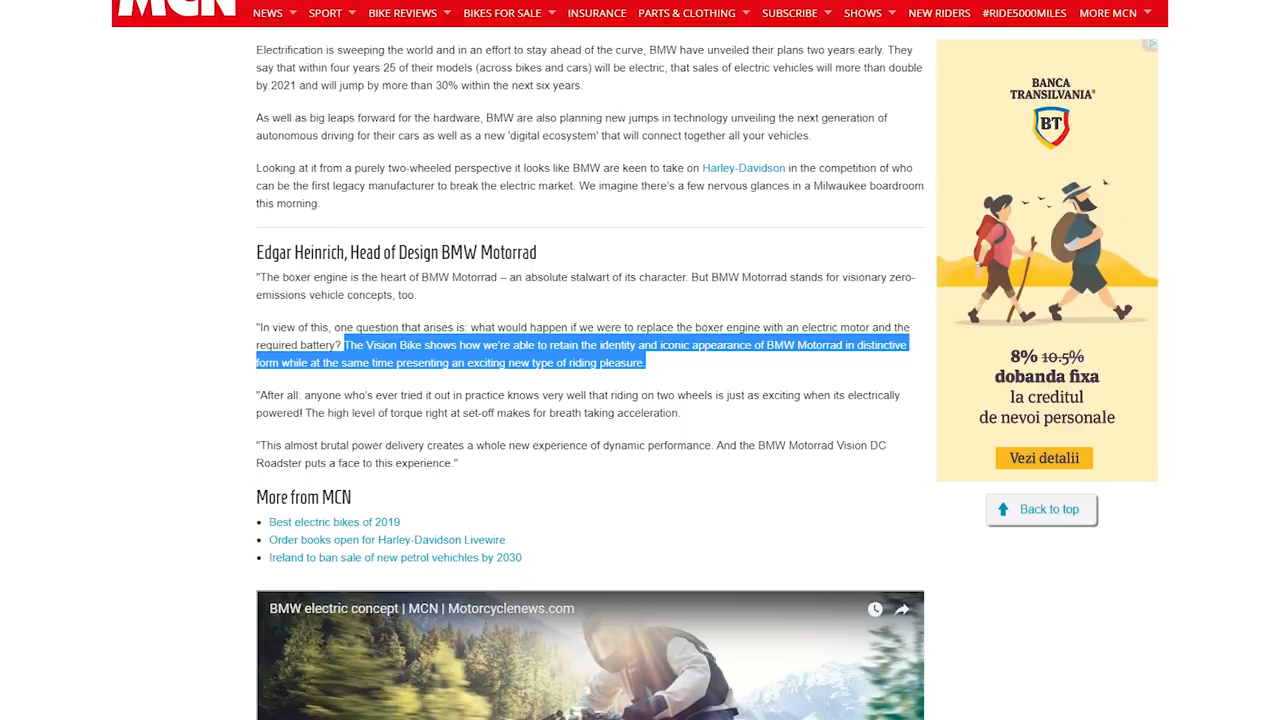 MCN
NEWS SPORT BIKE REVIEWS BIKES FOR SALE INSURANCE PARTS & CLOTHING SUBSCRIBE SHOWS NEW RIDERS #RIDE5000MILES MORE MCN
Electrification is sweeping the world and in an effort to stay ahead of the curve, BMW have unveiled their plans two years early. They
say that within four years 25 of their models (across bikes and cars) will be electric, that sales of electric vehicles will more than double
by 2021 and will jump by more than 30% within the next six years.
As well as big leaps forward for the hardware, BMW are also planning new jumps in technology unveiling the next generation of
autonomous driving for their cars as well as a new 'digital ecosystem' that will connect together all your vehicles.
Looking at it from a purely two-wheeled perspective it looks like BMW are keen to take on Harley-Davidson in the competition of who
can be the first legacy manufacturer to break the electric market. We imagine there's a few nervous glances in a Milwaukee boardroom
this morning.
Edgar Heinrich, Head of Design BMW Motorrad
"The boxer engine is the heart of BMW Motorrad – an absolute stalwart of its character. But BMW Motorrad stands for visionary zero-
emissions vehicle concepts, too.
"In view of this, one question that arises is: what would happen if we were to replace the boxer engine with an electric motor and the
required battery? The Vision Bike shows how we're able to retain the identity and iconic appearance of BMW Motorrad in distinctive
form while at the same time presenting an exciting new type of riding pleasure.
"After all: anyone who's ever tried it out in practice knows very well that riding on two wheels is just as exciting when its electrically
powered! The high level of torque right at set-off makes for breath taking acceleration.
"This almost brutal power delivery creates a whole new experience of dynamic performance. And the BMW Motorrad Vision DC
Roadster puts a face to this experience."
More from MCN
Best electric bikes of 2019
Order books open for Harley-Davidson Livewire
Ireland to ban sale of new petrol vehichles by 2030
BMW electric concept | MCN | Motorcyclenews.com
BANCA
TRANSILVANIA®
BT
8% 10.5%
dobanda fixa
la creditul
de nevoi personale
Vezi detalii
Back to top